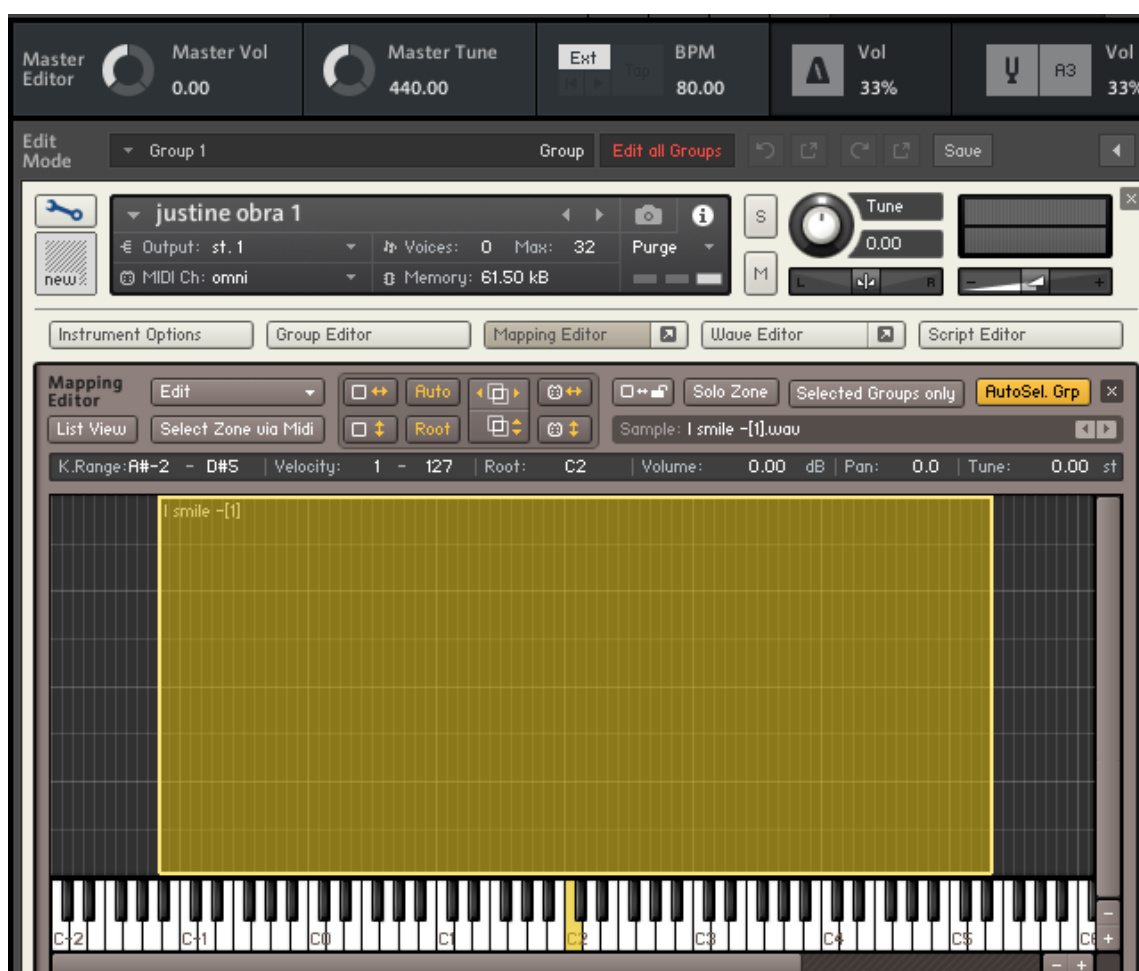 Master Editor
Master Vol
0.00
Master Tune
440.00
Ext
Tap
BPM
80.00
Vol
33%
A3
Vol
33%
Edit Mode
Group 1
Group
Edit all Groups
Save
justine obra 1
Output: st.1
Voices: 0 Max: 32
Purge
MIDI Ch: omni
Memory: 61.50 kB
new
S
M
Tune
0.00
L
R
- +
Instrument Options
Group Editor
Mapping Editor
Wave Editor
Script Editor
Mapping Editor
Edit
Auto
Solo Zone
Selected Groups only
AutoSel. Grp
List View
Select Zone via Midi
Root
Sample: I smile -[1].wav
K.Range:A#-2 - D#5 | Velocity: 1 - 127 | Root: C2 | Volume: 0.00 dB | Pan: 0.0 | Tune: 0.00 st
I smile -[1]
C-2 C-1 C0 C1 C2 C3 C4 C5 C6